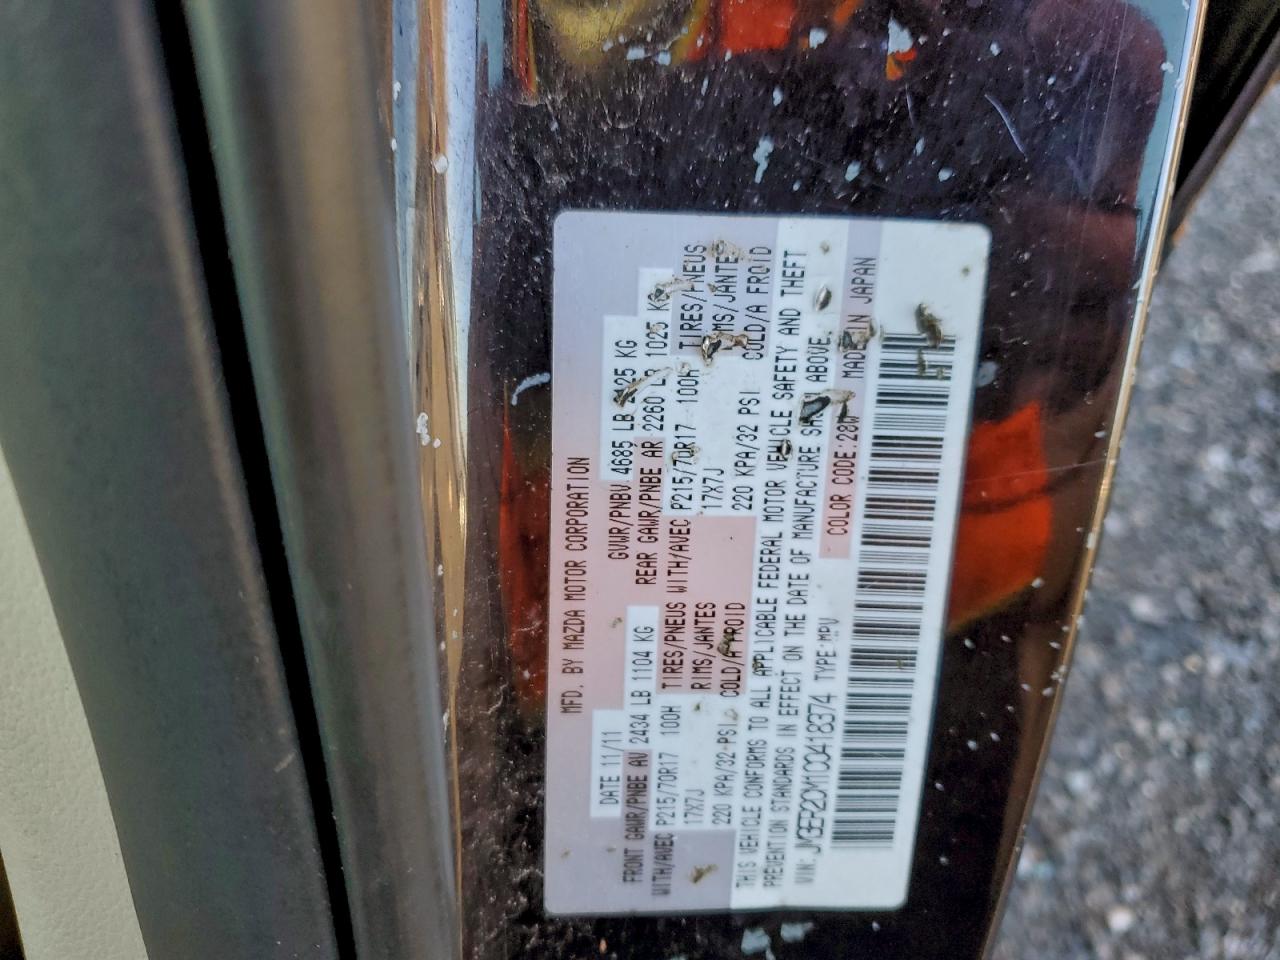 MFD. BY MAZDA MOTOR CORPORATION
DATE 11/11 GVWR/PNBV 4685 LB 2125 KG
FRONT GAWR/PNBE AV 2434 LB 1104 KG REAR GAWR/PNBE AR 2260 LB 1025 KG
WITH/AVEC P215/70R17 100H TIRES/PNEUS WITH/AVEC P215/70R17 100H TIRES/PNEUS
17X7J RIMS/JANTES 17X7J RIMS/JANTES
220 KPA/32 PSI COLD/A FROID 220 KPA/32 PSI COLD/A FROID
THIS VEHICLE CONFORMS TO ALL APPLICABLE FEDERAL MOTOR VEHICLE SAFETY AND THEFT
PREVENTION STANDARDS IN EFFECT ON THE DATE OF MANUFACTURE SHOWN ABOVE.
VIN: TYPE:MPV COLOR CODE:28W MADE IN JAPAN